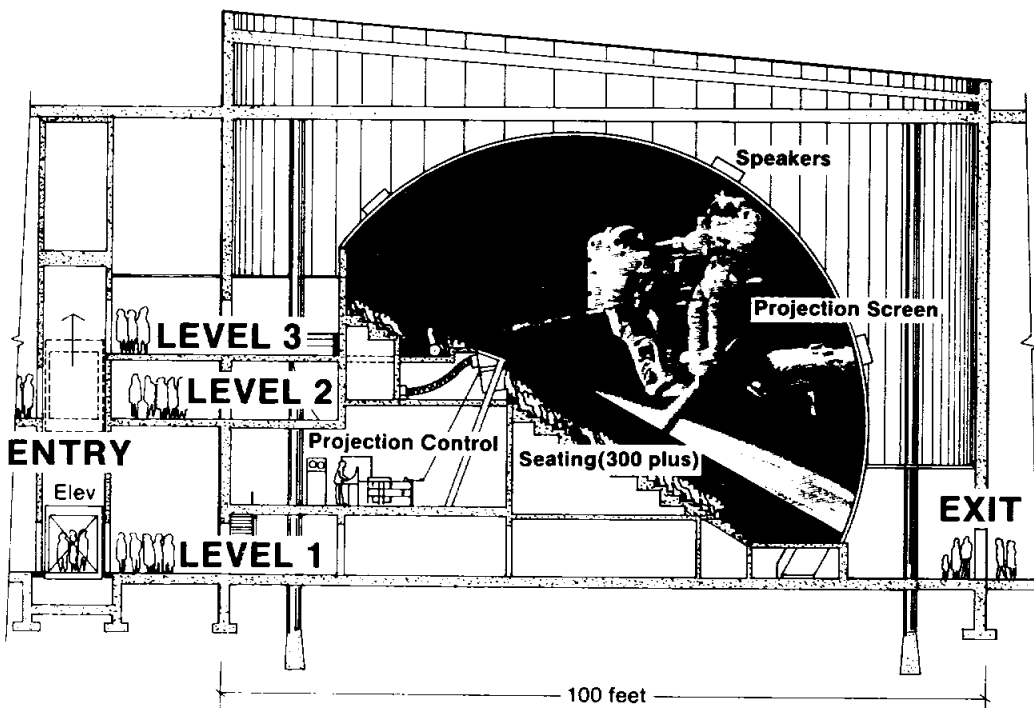 Speakers
Projection Screen
LEVEL 3
LEVEL 2
ENTRY
Projection Control
Seating(300 plus)
Elev
EXIT
LEVEL 1
100 feet